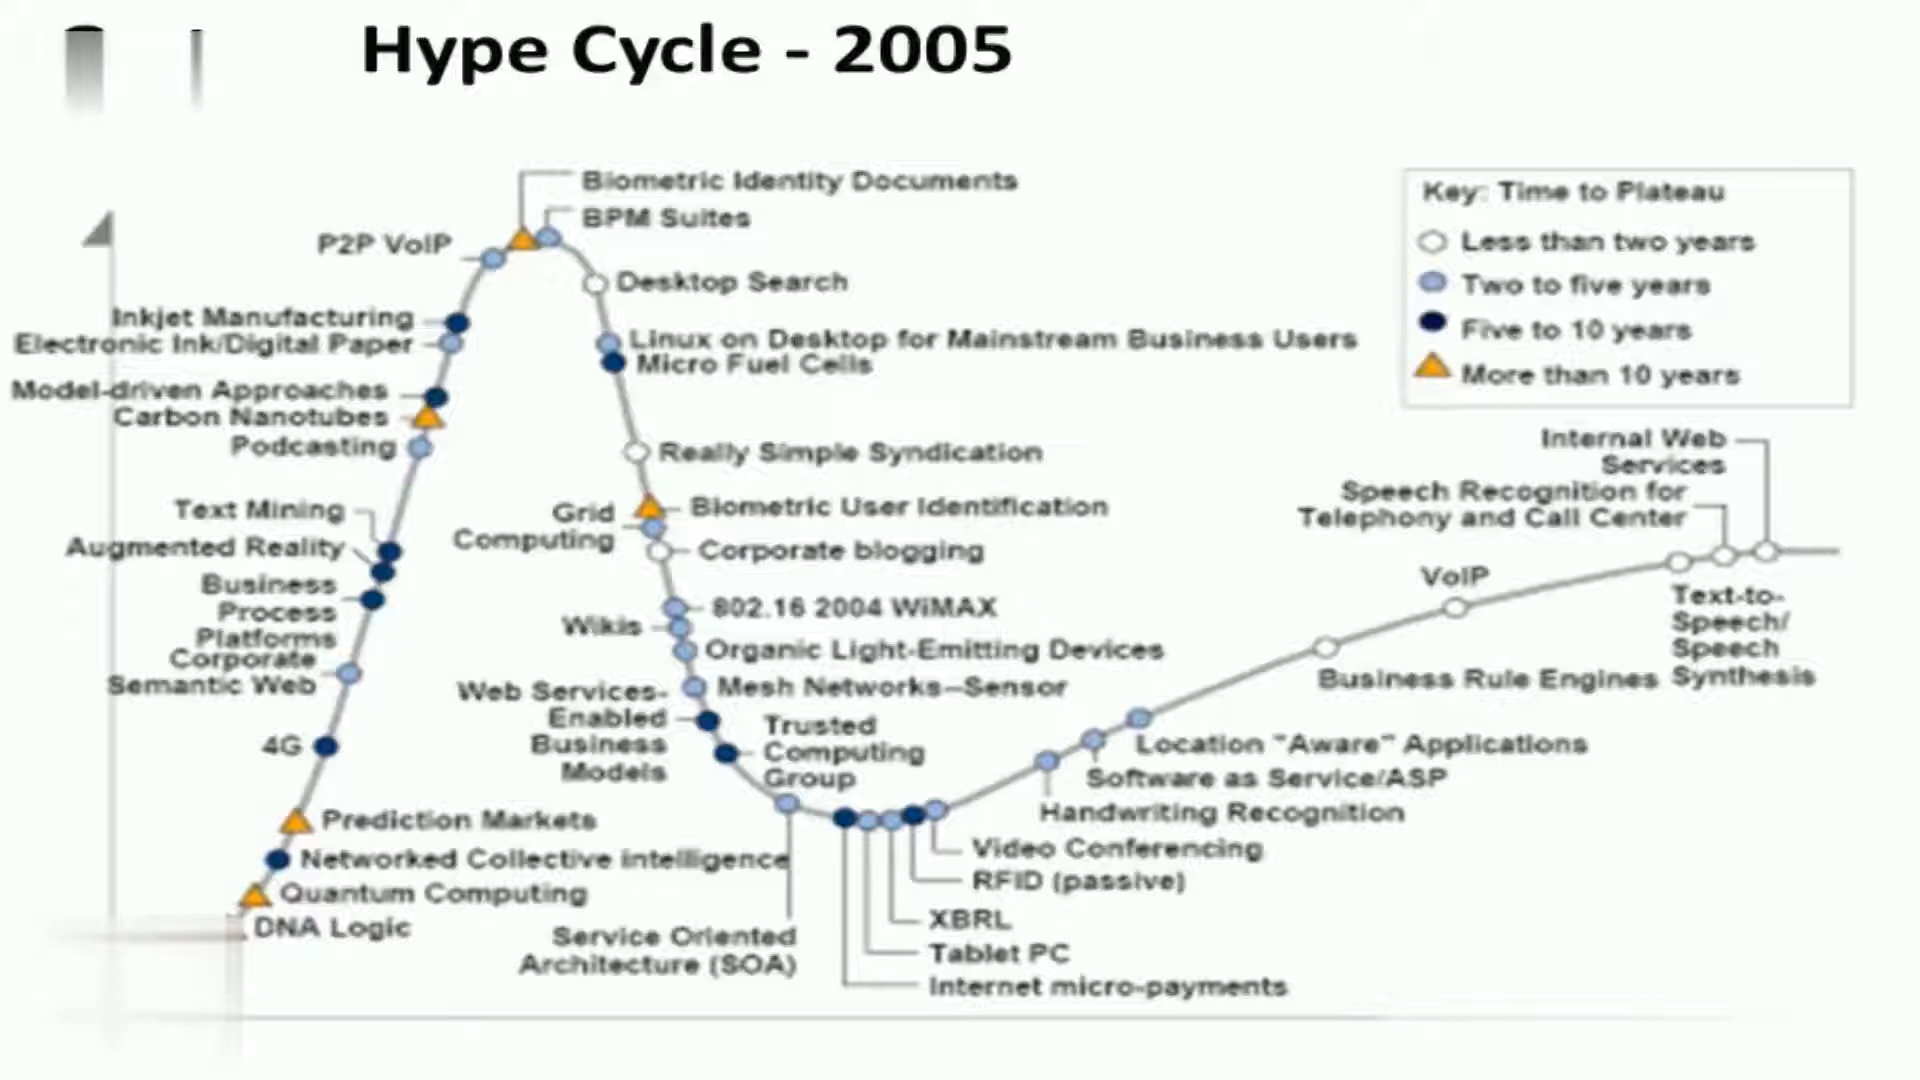 Hype Cycle - 2005
Biometric Identity Documents
BPM Suites
P2P VoIP
Desktop Search
Inkjet Manufacturing
Electronic Ink/Digital Paper
Linux on Desktop for Mainstream Business Users
Micro Fuel Cells
Model-driven Approaches
Carbon Nanotubes
Podcasting
Really Simple Syndication
Text Mining
Augmented Reality
Business
Process
Platforms
Corporate
Semantic Web
4G
Prediction Markets
Networked Collective intelligence
Quantum Computing
DNA Logic
Biometric User Identification
Grid
Computing
Corporate blogging
802.16 2004 WiMAX
Wikis
Organic Light-Emitting Devices
Mesh Networks–Sensor
Web Services-
Enabled
Business
Models
Trusted
Computing
Group
Service Oriented
Architecture (SOA)
XBRL
Tablet PC
Internet micro-payments
Video Conferencing
RFID (passive)
Handwriting Recognition
Software as Service/ASP
Location "Aware" Applications
Business Rule Engines
VoIP
Text-to-
Speech/
Speech
Synthesis
Speech Recognition for
Telephony and Call Center
Internal Web
Services
Key: Time to Plateau
Less than two years
Two to five years
Five to 10 years
More than 10 years